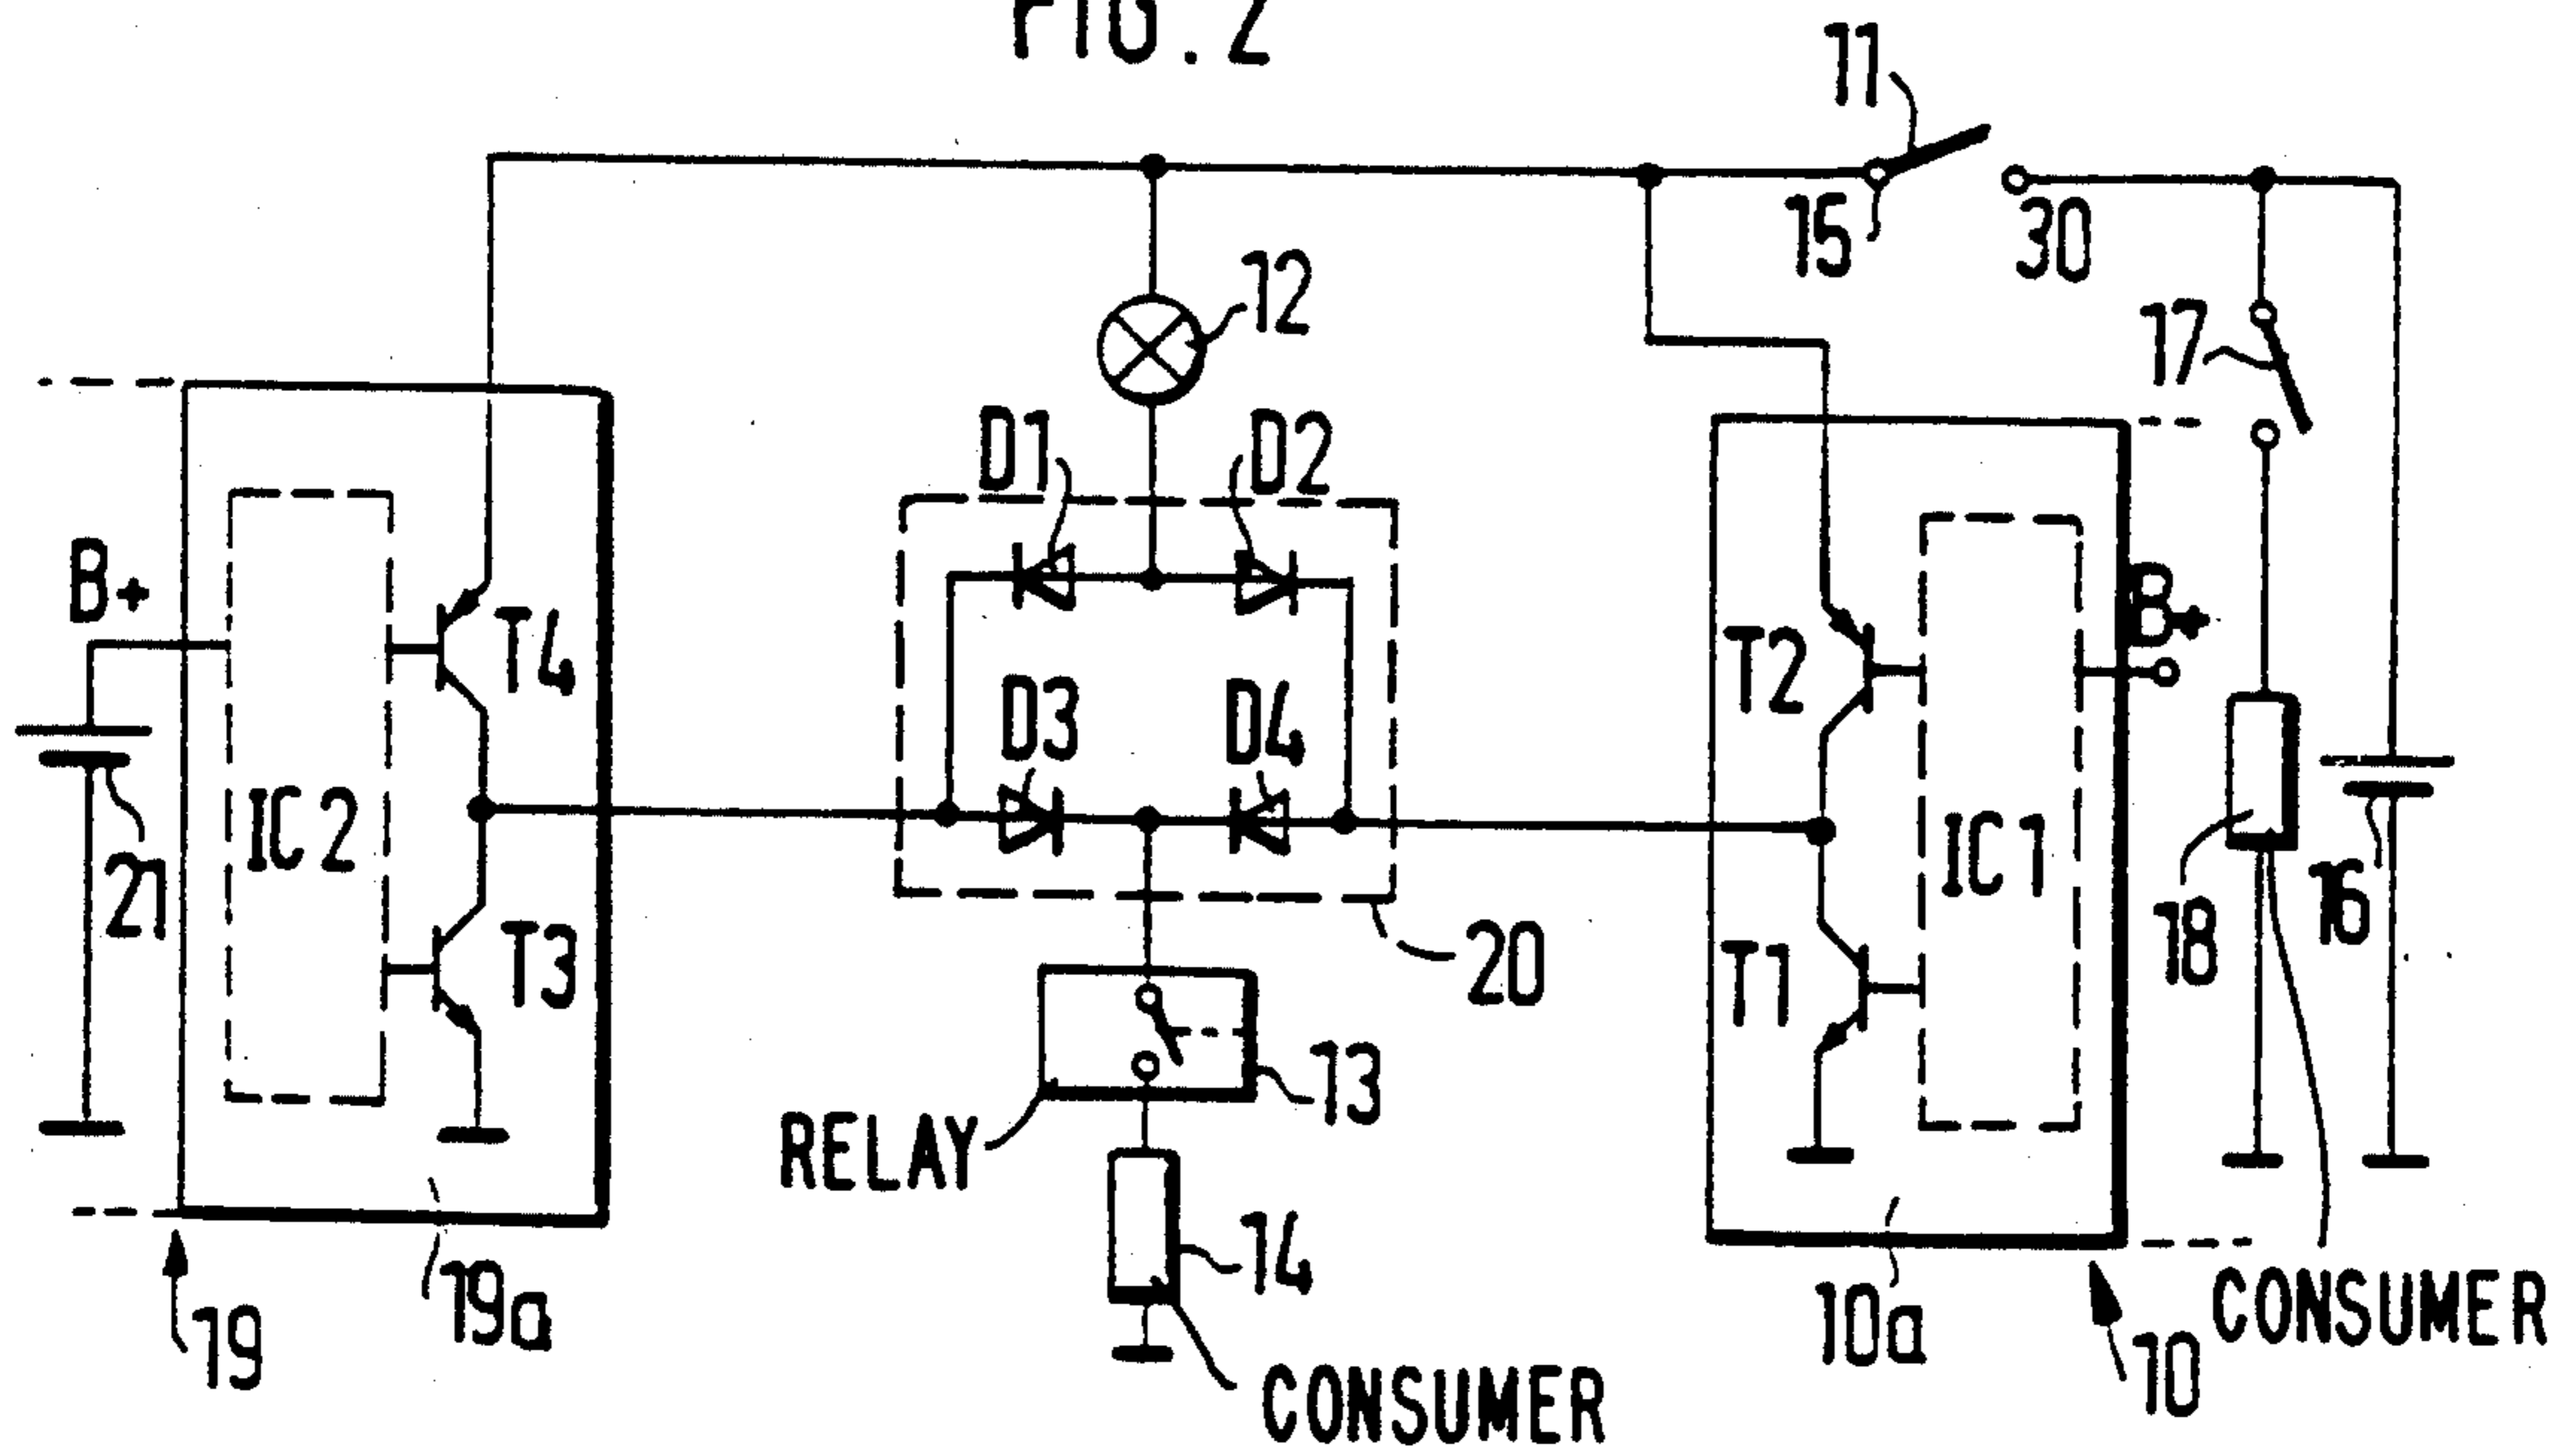 FIG. 2
11
15
30
12
17
D1
D2
B+
T4
T2
B+
D3
D4
IC 2
IC 1
21
18
16
T3
T1
20
13
RELAY
14
19a
19
10a
10
CONSUMER
CONSUMER